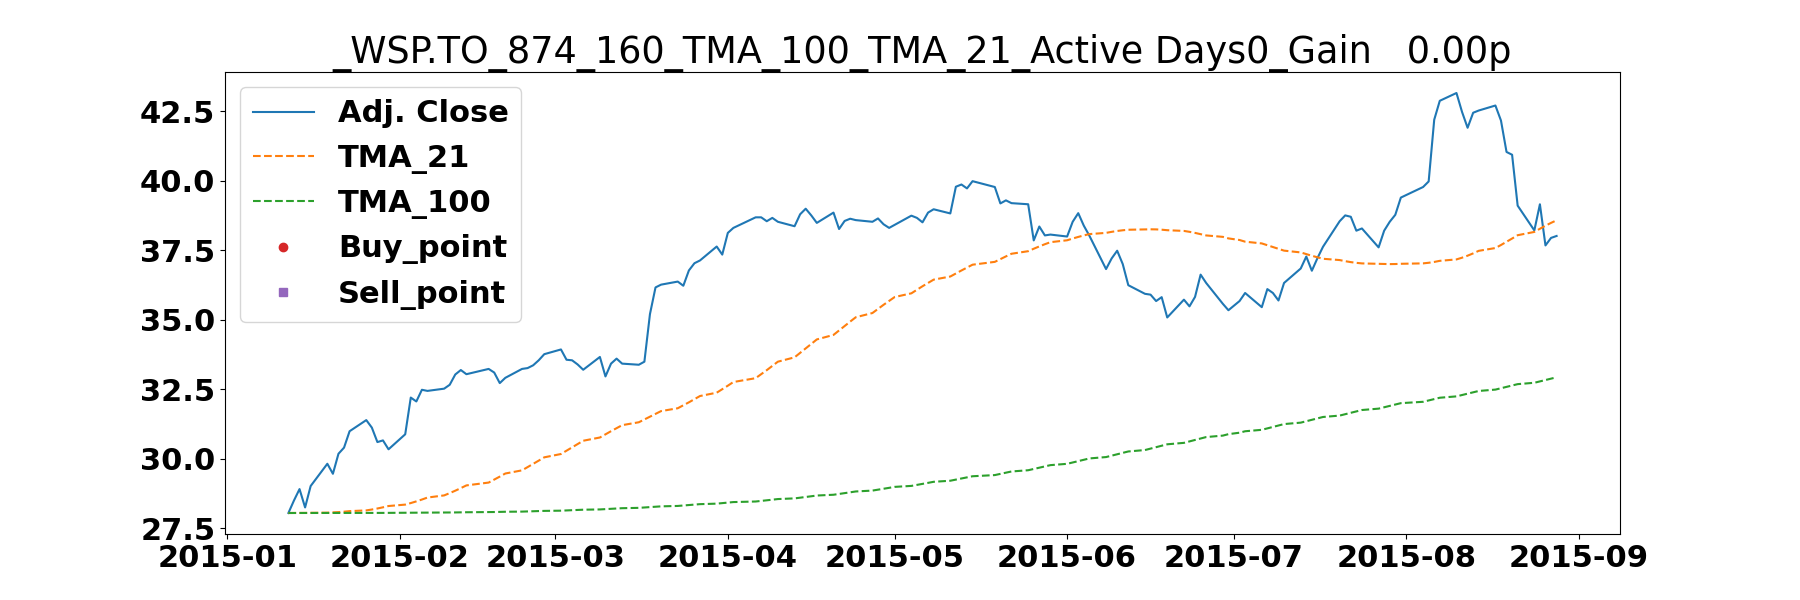 _WSP.TO_874_160_TMA_100_TMA_21_Active Days0_Gain   0.00p
Adj. Close
TMA_21
TMA_100
Buy_point
Sell_point
42.5
40.0
37.5
35.0
32.5
30.0
27.5
2015-01 2015-02 2015-03 2015-04 2015-05 2015-06 2015-07 2015-08 2015-09